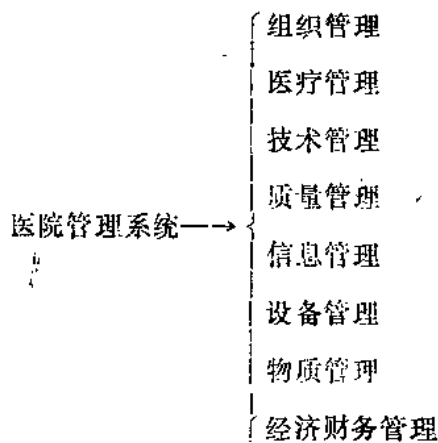 组织管理
医疗管理
技术管理
质量管理
医院管理系统
信息管理
设备管理
物质管理
经济财务管理